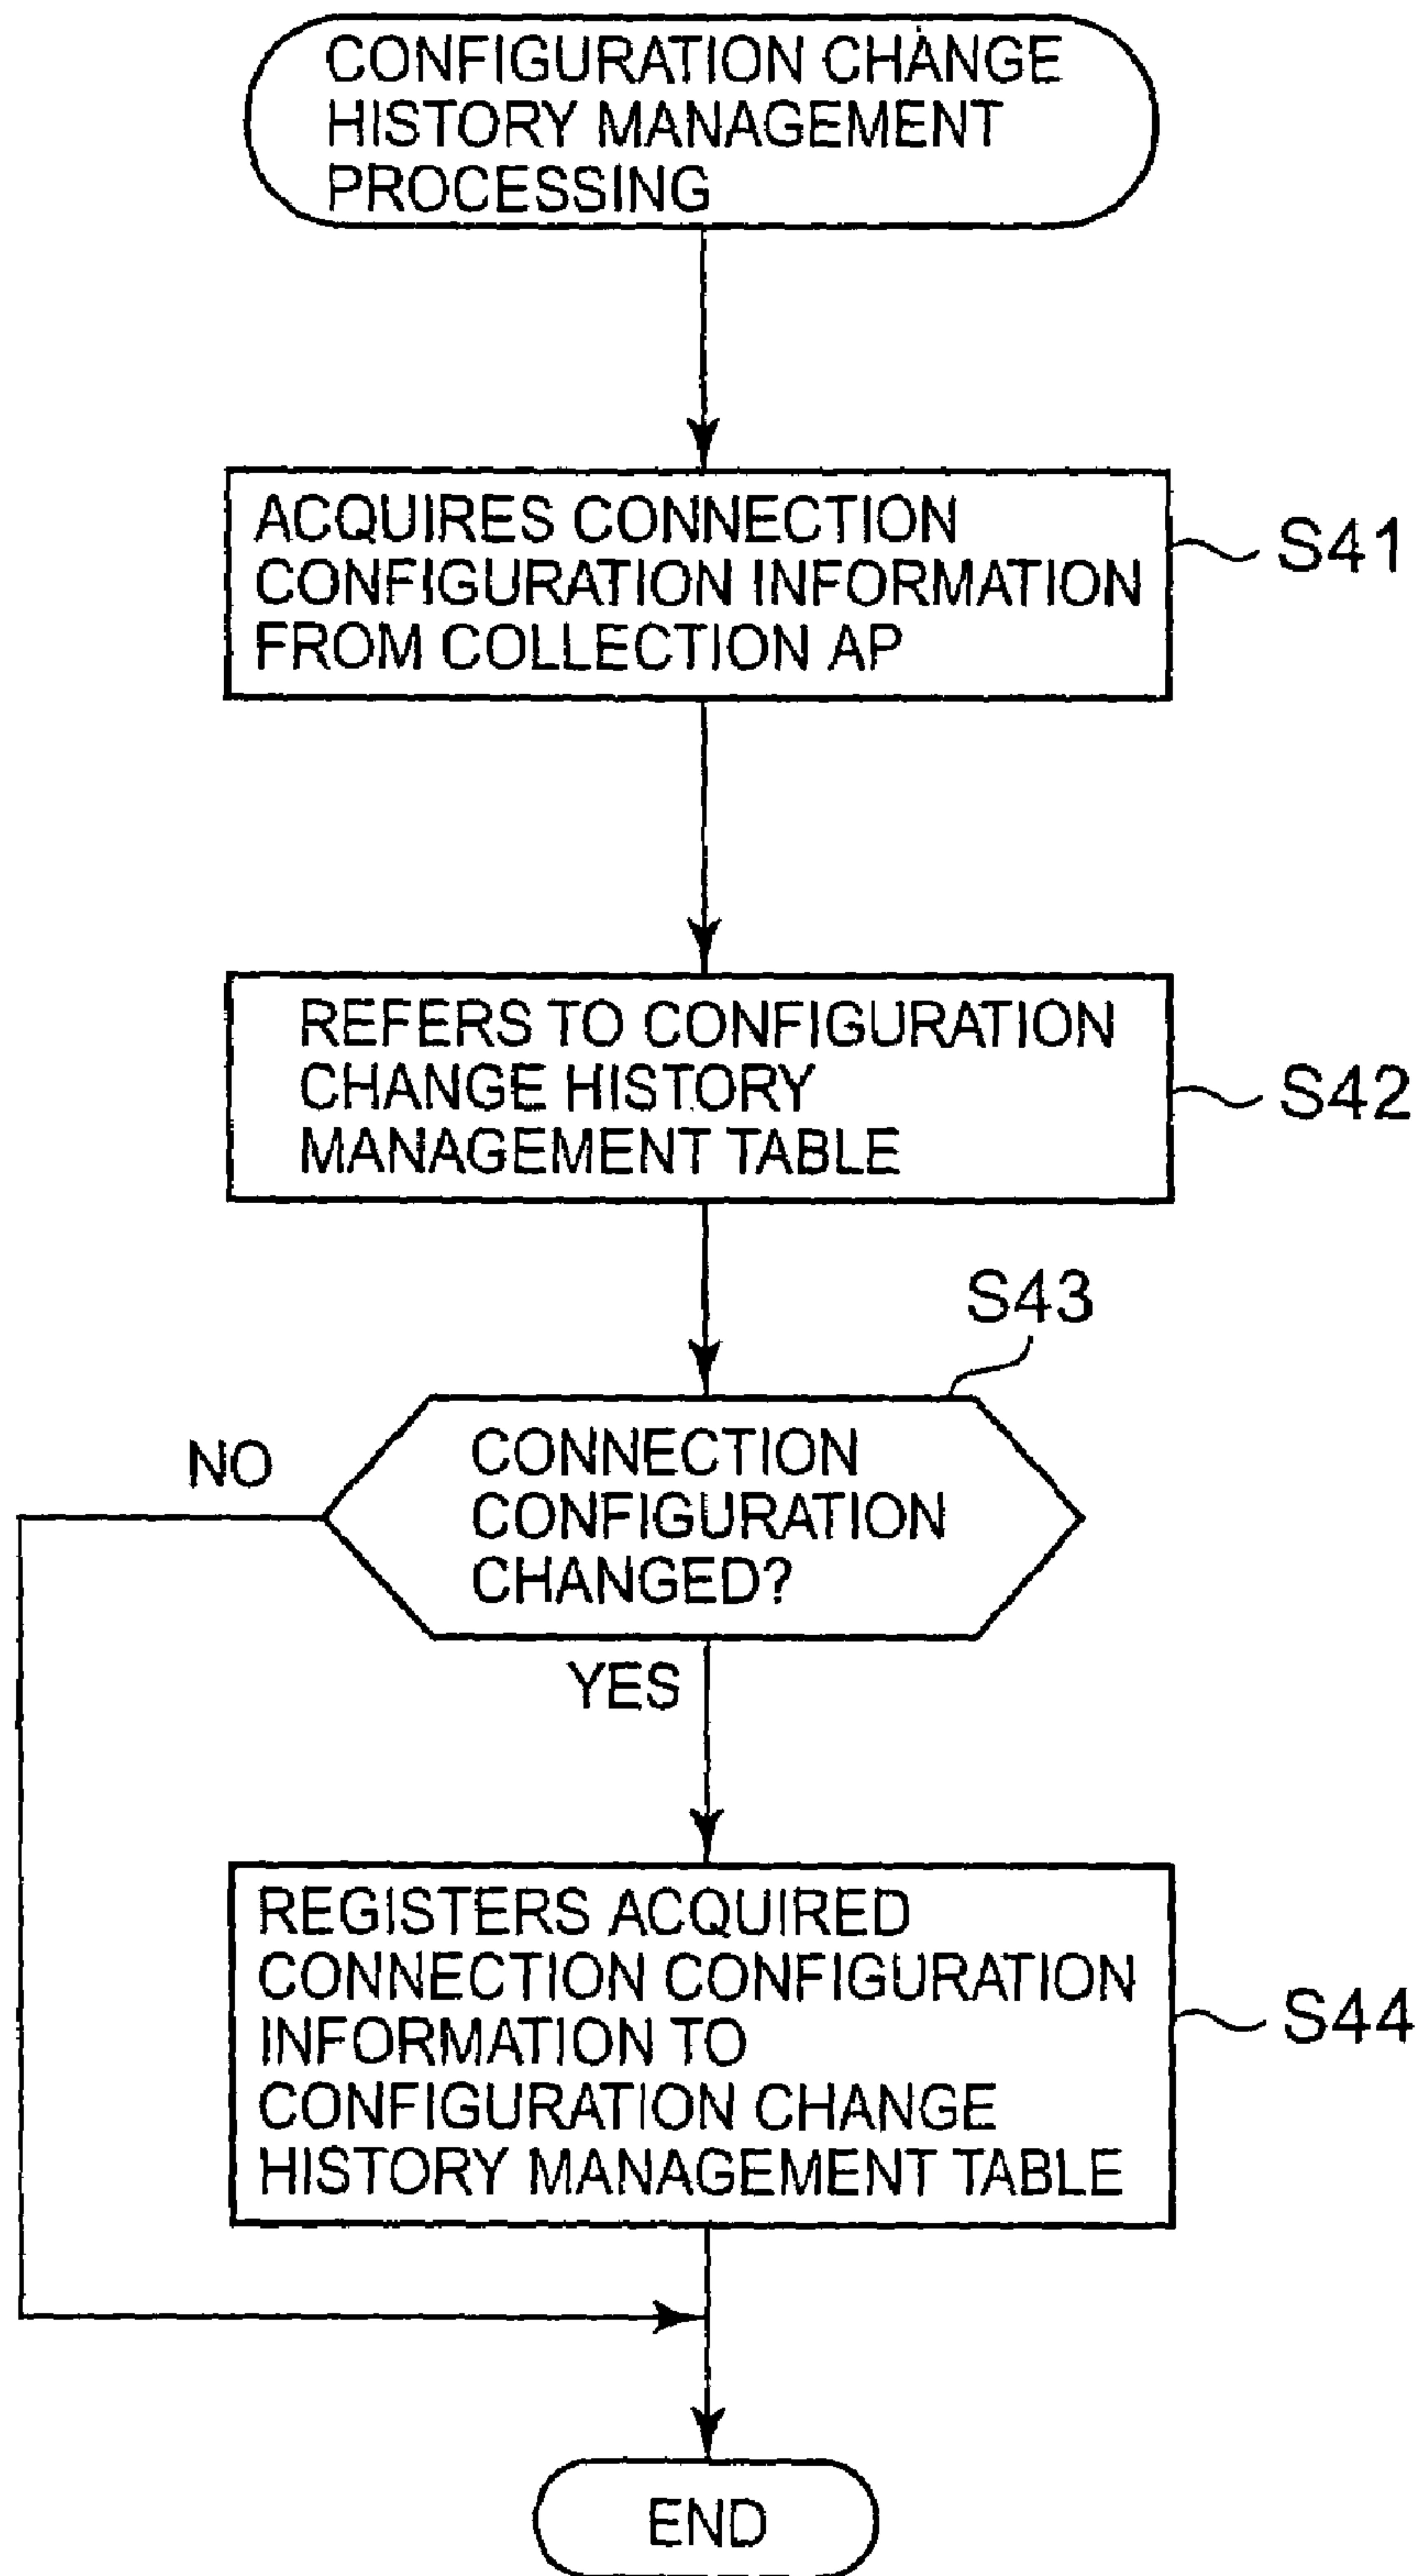 CONFIGURATION CHANGE
HISTORY MANAGEMENT
PROCESSING
ACQUIRES CONNECTION
CONFIGURATION INFORMATION
FROM COLLECTION AP
S41
REFERS TO CONFIGURATION
CHANGE HISTORY
MANAGEMENT TABLE
S42
S43
CONNECTION
CONFIGURATION
CHANGED?
NO
YES
REGISTERS ACQUIRED
CONNECTION CONFIGURATION
INFORMATION TO
CONFIGURATION CHANGE
HISTORY MANAGEMENT TABLE
S44
END